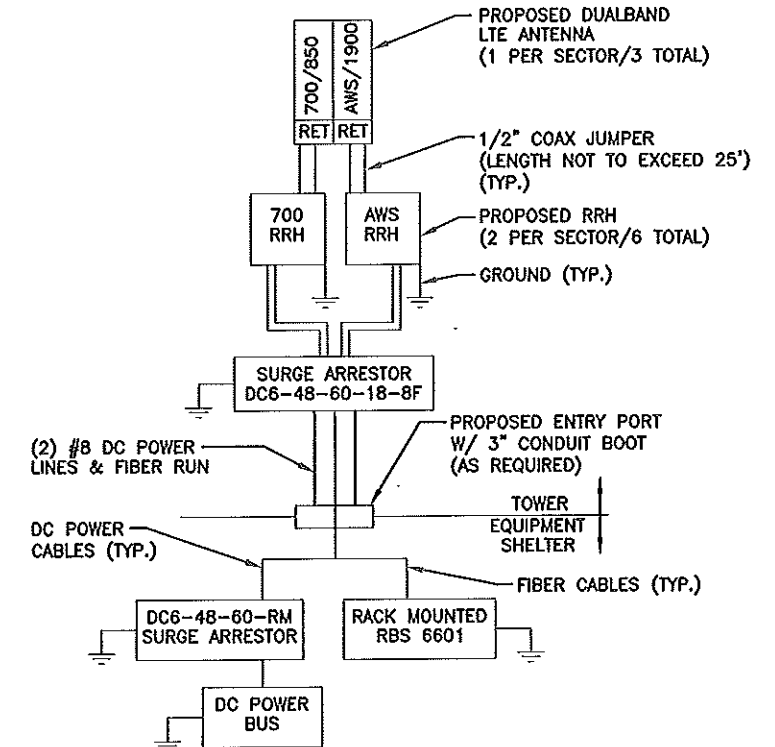 PROPOSED DUALBAND
LTE ANTENNA
(1 PER SECTOR/3 TOTAL)
700/850
AWS/1900
RET RET
1/2" COAX JUMPER
(LENGTH NOT TO EXCEED 25')
(TYP.)
700
RRH
AWS
RRH
PROPOSED RRH
(2 PER SECTOR/6 TOTAL)
GROUND (TYP.)
SURGE ARRESTOR
DC6-48-60-18-8F
(2) #8 DC POWER
LINES & FIBER RUN
PROPOSED ENTRY PORT
W/ 3" CONDUIT BOOT
(AS REQUIRED)
TOWER
EQUIPMENT
SHELTER
DC POWER
CABLES (TYP.)
FIBER CABLES (TYP.)
DC6-48-60-RM
SURGE ARRESTOR
RACK MOUNTED
RBS 6601
DC POWER
BUS